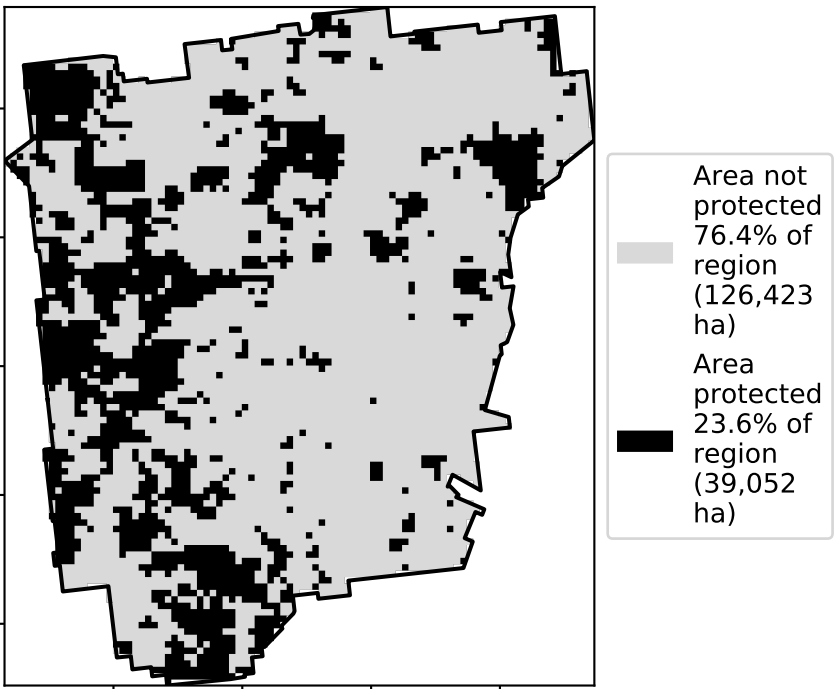 Area not
protected
76.4% of
region
(126,423
ha)
Area
protected
23.6% of
region
(39,052
ha)